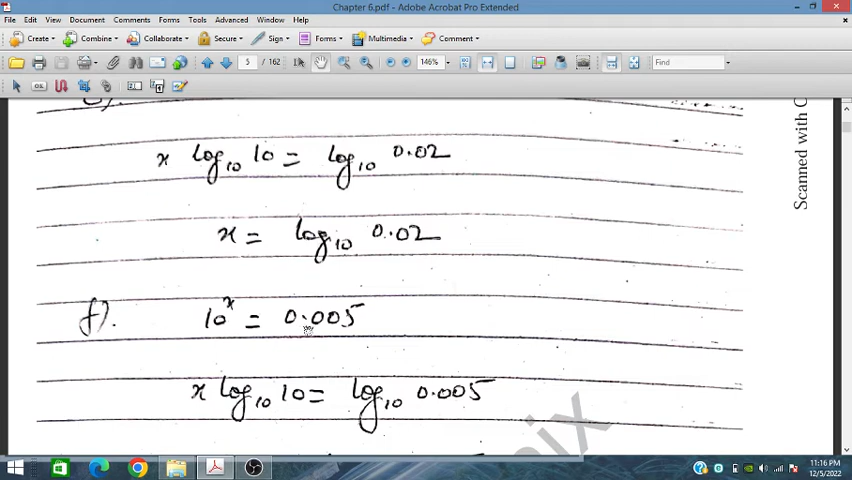 Chapter 6.pdf - Adobe Acrobat Pro Extended
File Edit View Document Comments Forms Tools Advanced Window Help
Create Combine Collaborate Secure Sign Forms Multimedia Comment
5 / 162 146% Find
x log₁₀ 10 = log₁₀ 0.02
x = log₁₀ 0.02
f). 10ˣ = 0.005
x log₁₀ 10 = log₁₀ 0.005
Scanned with C
11:16 PM
12/5/2022